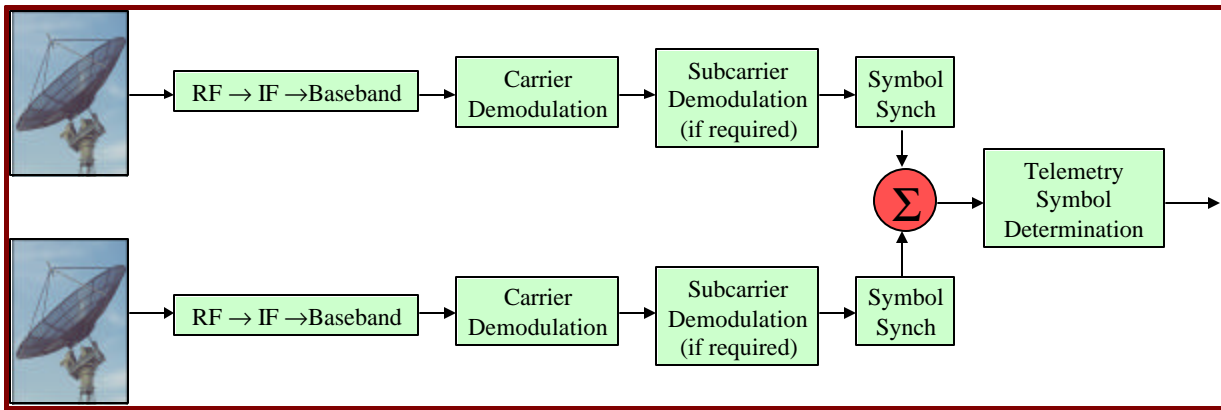 RF → IF →Baseband
Carrier
Demodulation
Subcarrier
Demodulation
(if required)
Symbol
Synch
Σ
Telemetry
Symbol
Determination
RF → IF →Baseband
Carrier
Demodulation
Subcarrier
Demodulation
(if required)
Symbol
Synch